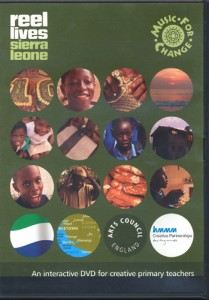 reel
lives
sierra
leone
MUSIC·FOR·CHANGE
ARTS COUNCIL
ENGLAND
Creative Partnerships
An interactive DVD for creative primary teachers